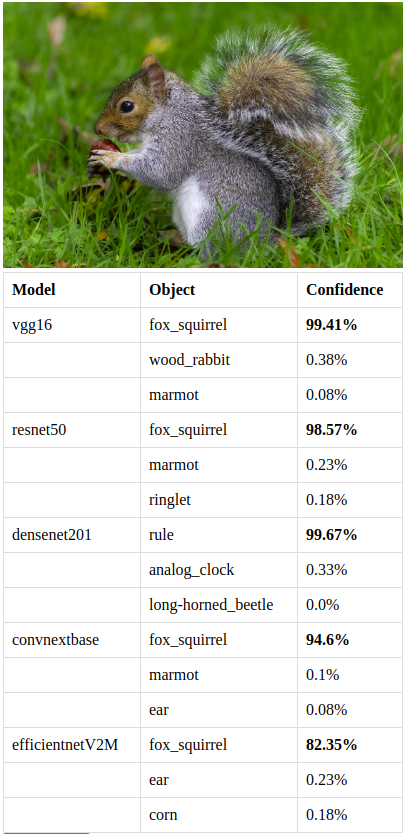 Model Object Confidence
vgg16 fox_squirrel 99.41%
wood_rabbit 0.38%
marmot 0.08%
resnet50 fox_squirrel 98.57%
marmot 0.23%
ringlet 0.18%
densenet201 rule 99.67%
analog_clock 0.33%
long-horned_beetle 0.0%
convnextbase fox_squirrel 94.6%
marmot 0.1%
ear 0.08%
efficientnetV2M fox_squirrel 82.35%
ear 0.23%
corn 0.18%